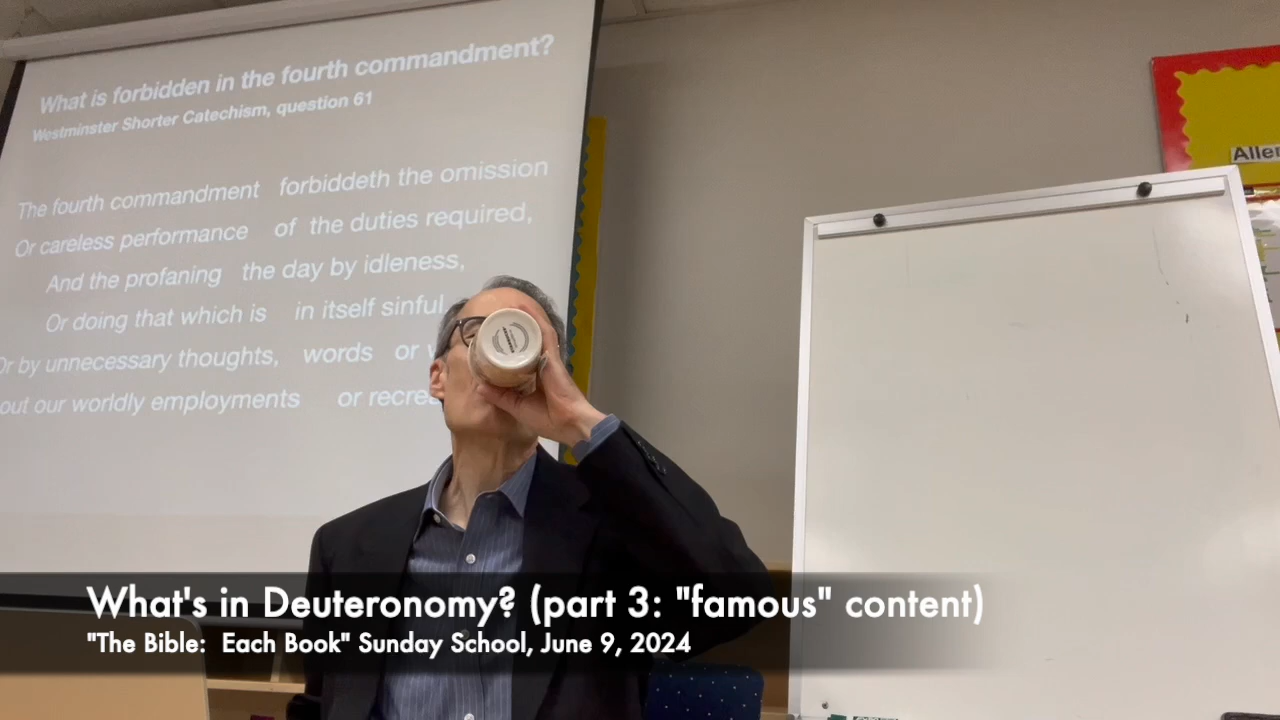 What is forbidden in the fourth commandment?
Westminster Shorter Catechism, question 61
The fourth commandment forbiddeth the omission
Or careless performance of the duties required,
And the profaning the day by idleness,
Or doing that which is in itself sinful
Or by unnecessary thoughts, words or
out our worldly employments or
Aller
What's in Deuteronomy? (part 3: "famous" content)
"The Bible: Each Book" Sunday School, June 9, 2024